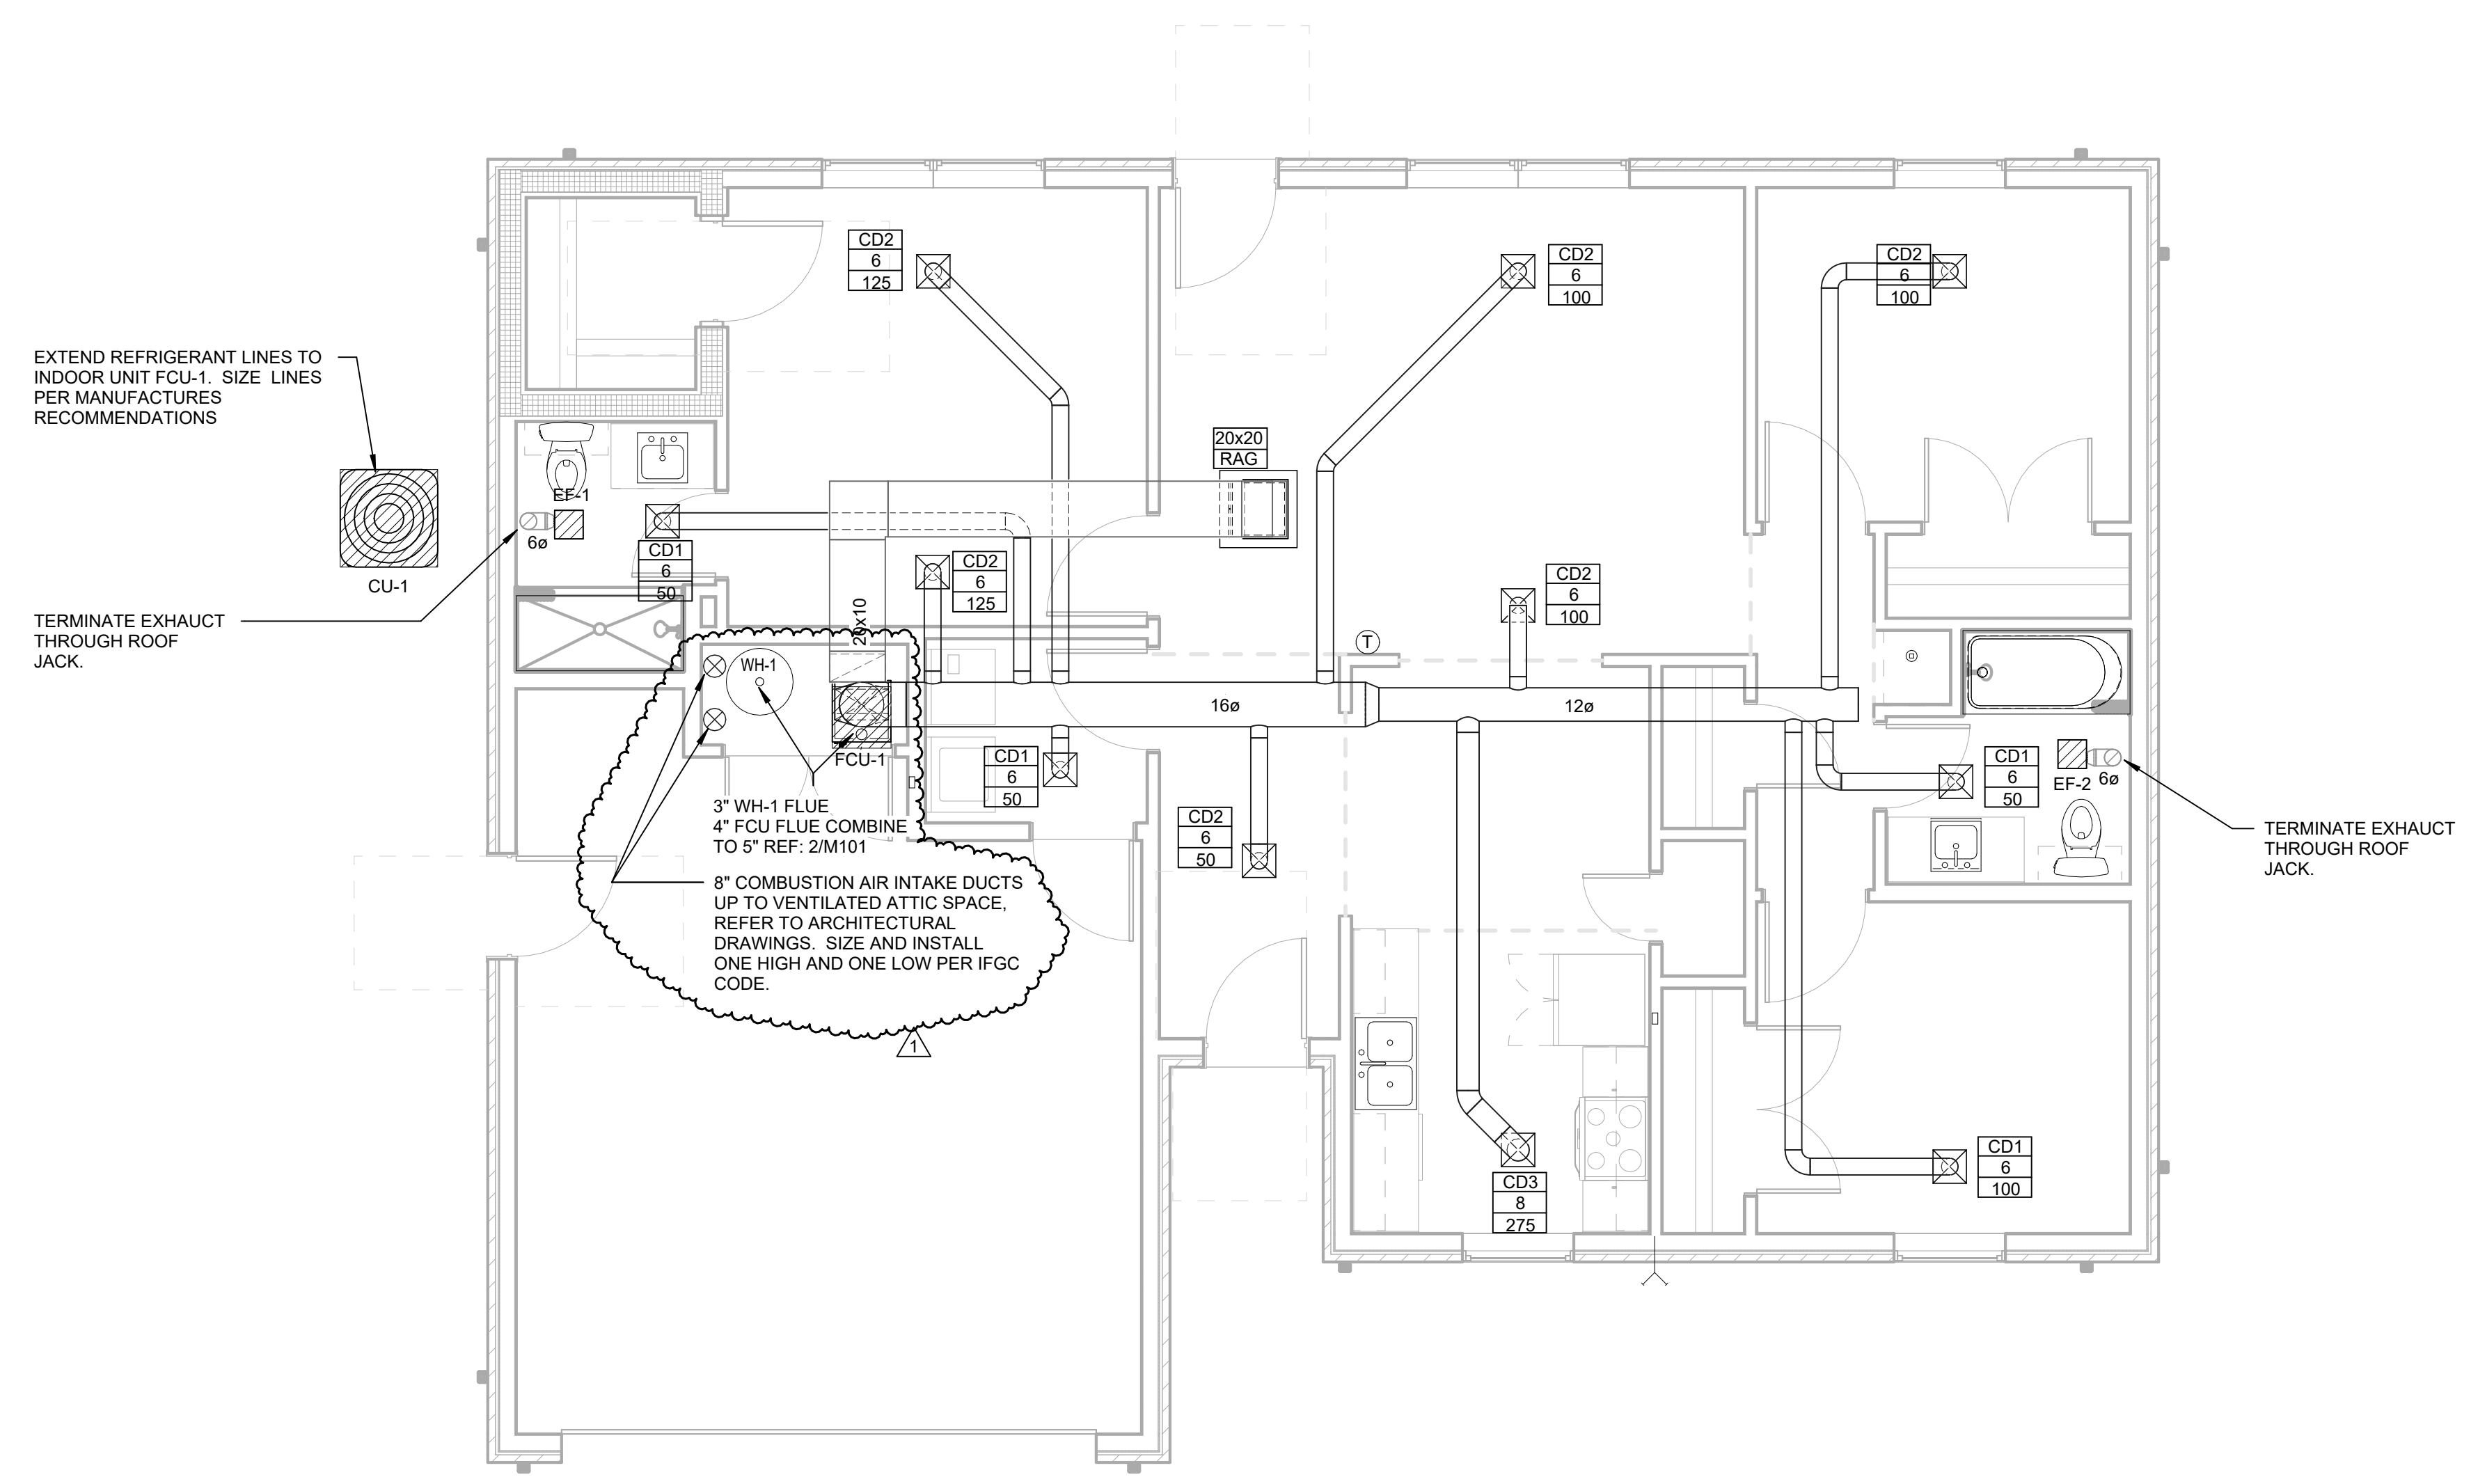 CD2
6
125
CD2
6
100
CD2
6
100
EXTEND REFRIGERANT LINES TO
INDOOR UNIT FCU-1.  SIZE  LINES
PER MANUFACTURES
RECOMMENDATIONS
20x20
RAG
EF-1
6ø
CD1
6
50
CU-1
CD2
6
125
CD2
6
100
TERMINATE EXHAUCT
THROUGH ROOF
JACK.
20x10
T
WH-1
16ø
12ø
FCU-1
CD1
6
50
CD1
6
50
EF-2
6ø
3" WH-1 FLUE
4" FCU FLUE COMBINE
TO 5" REF: 2/M101
CD2
6
50
TERMINATE EXHAUCT
THROUGH ROOF
JACK.
8" COMBUSTION AIR INTAKE DUCTS
UP TO VENTILATED ATTIC SPACE,
REFER TO ARCHITECTURAL
DRAWINGS.  SIZE AND INSTALL
ONE HIGH AND ONE LOW PER IFGC
CODE.
1
CD3
8
275
CD1
6
100